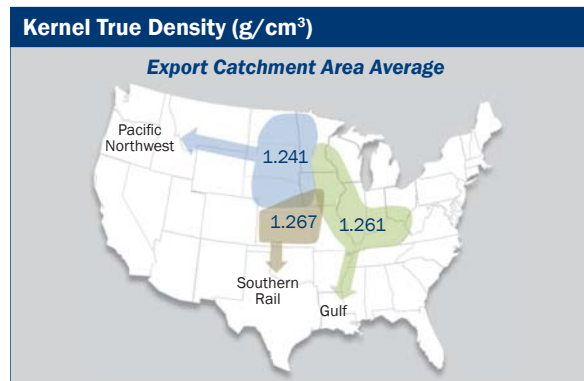 Kernel True Density (g/cm³)
Export Catchment Area Average
Pacific
Northwest
1.241
1.267
1.261
Southern
Rail
Gulf